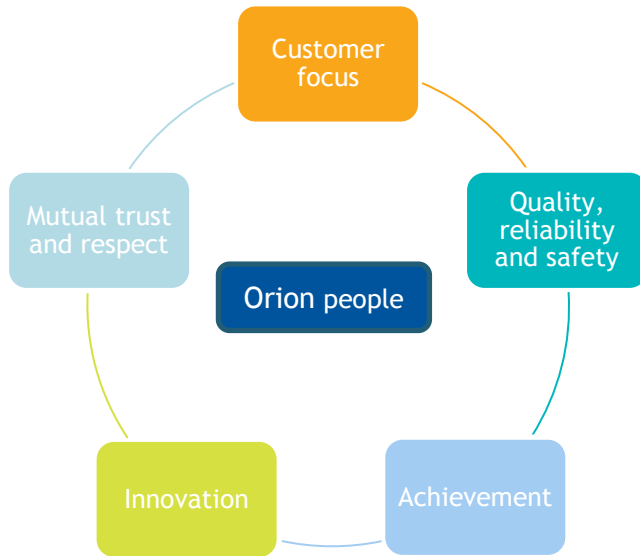 Customer
focus
Quality,
reliability
and safety
Achievement
Innovation
Mutual trust
and respect
Orion people